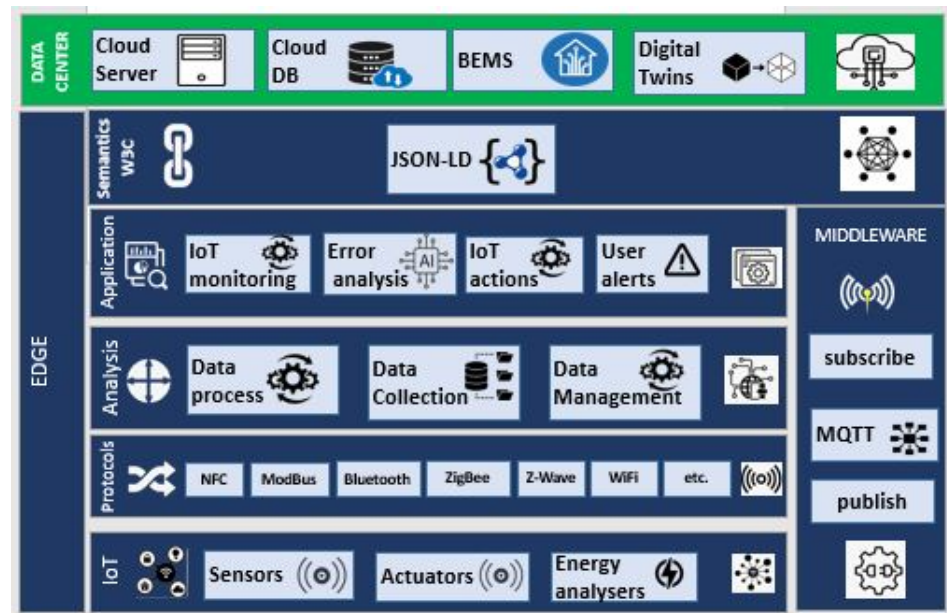 DATA
CENTER
Cloud
Server
Cloud
DB
BEMS
Digital
Twins
EDGE
Semantics
W3C
JSON-LD
Application
IoT
monitoring
Error
analysis
AI
IoT
actions
User
alerts
Analysis
Data
process
Data
Collection
Data
Management
Protocols
NFC
ModBus
Bluetooth
ZigBee
Z-Wave
WiFi
etc.
IoT
Sensors
Actuators
Energy
analysers
MIDDLEWARE
subscribe
MQTT
publish